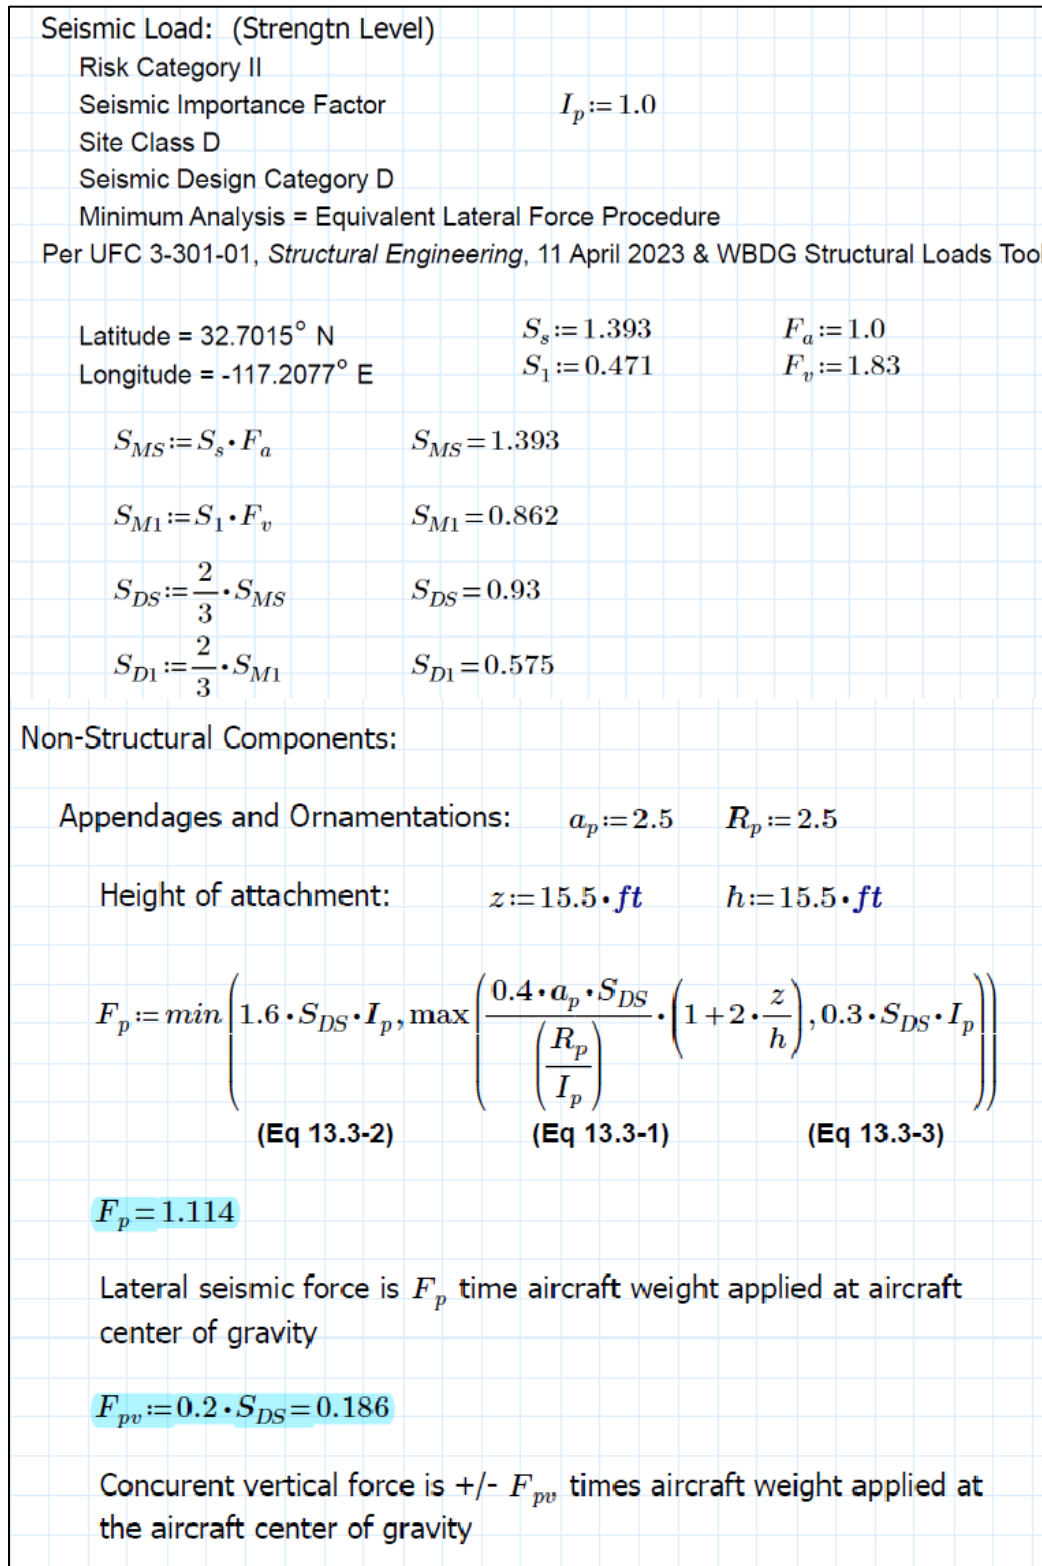 Seismic Load: (Strengtn Level)
Risk Category II
Seismic Importance Factor I_p := 1.0
Site Class D
Seismic Design Category D
Minimum Analysis = Equivalent Lateral Force Procedure
Per UFC 3-301-01, Structural Engineering, 11 April 2023 & WBDG Structural Loads Tool
Latitude = 32.7015° N S_s := 1.393 F_a := 1.0
Longitude = -117.2077° E S_1 := 0.471 F_v := 1.83
S_MS := S_s · F_a S_MS = 1.393
S_M1 := S_1 · F_v S_M1 = 0.862
S_DS := 2/3 · S_MS S_DS = 0.93
S_D1 := 2/3 · S_M1 S_D1 = 0.575
Non-Structural Components:
Appendages and Ornamentations: a_p := 2.5 R_p := 2.5
Height of attachment: z := 15.5 · ft h := 15.5 · ft
F_p := min(1.6 · S_DS · I_p, max((0.4 · a_p · S_DS)/(R_p/I_p) · (1 + 2 · z/h), 0.3 · S_DS · I_p))
(Eq 13.3-2) (Eq 13.3-1) (Eq 13.3-3)
F_p = 1.114
Lateral seismic force is F_p time aircraft weight applied at aircraft
center of gravity
F_pv := 0.2 · S_DS = 0.186
Concurent vertical force is +/- F_pv times aircraft weight applied at
the aircraft center of gravity